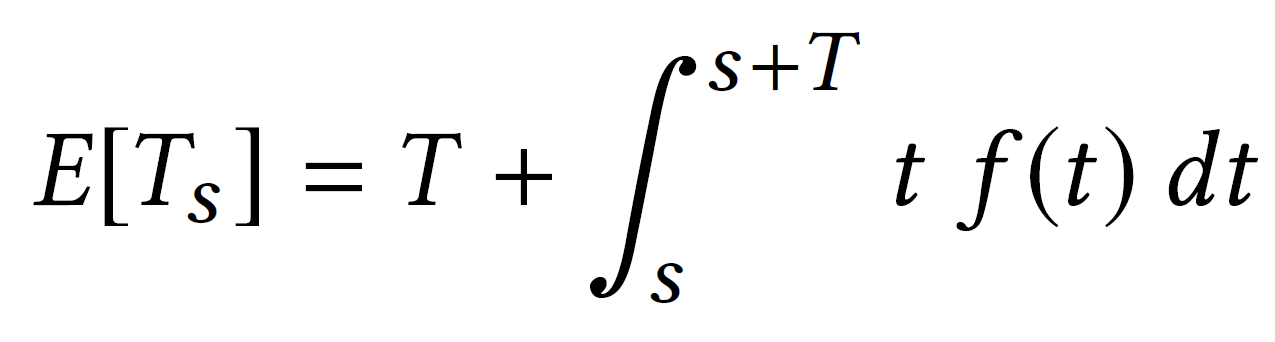 E[T_s] = T + ∫_s^{s+T} t f(t) dt